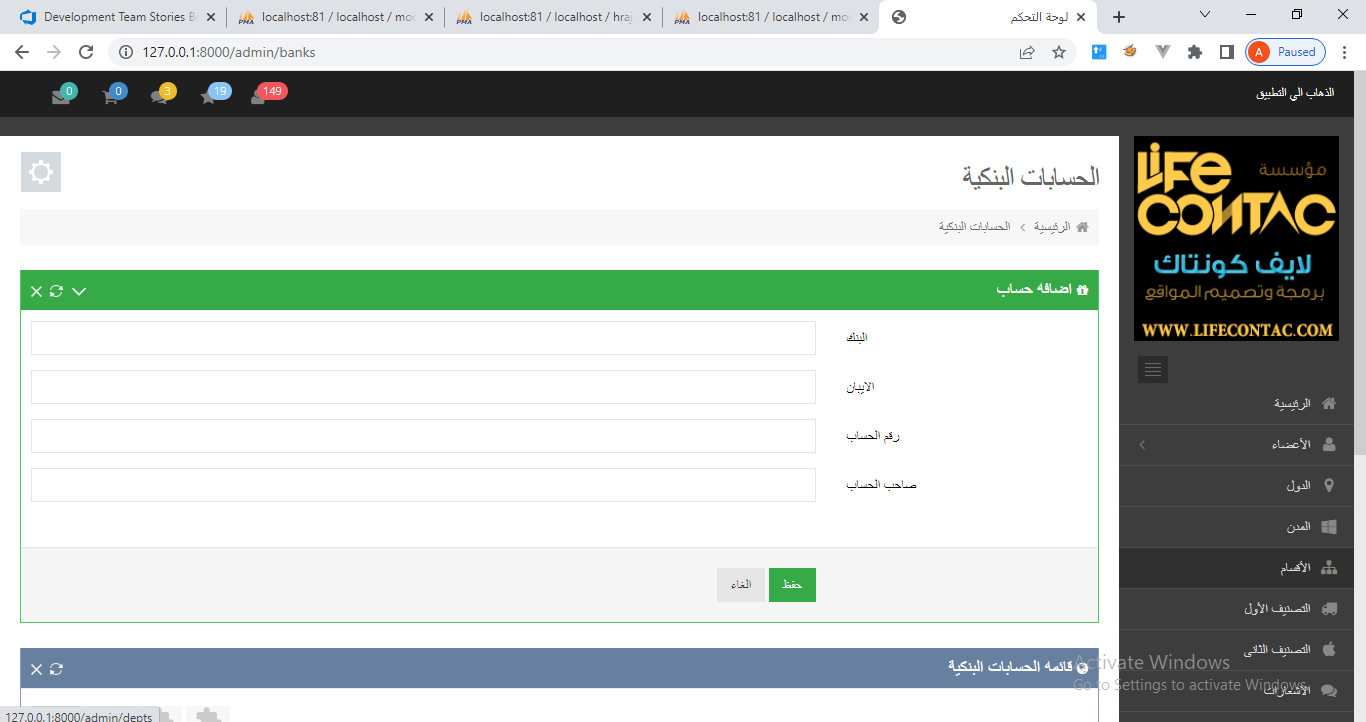 Development Team Stories B
localhost:81 / localhost / moc
localhost:81 / localhost / hraj
localhost:81 / localhost / mo
لوحة التحكم
127.0.0.1:8000/admin/banks
A Paused
0 0 3 19 149
الذهاب الي التطبيق
LiFe CONTAC
مؤسسة
لايف كونتاك
برمجة وتصميم المواقع
WWW.LIFECONTAC.COM
الحسابات البنكية
الرئيسية > الحسابات البنكية
اضافه حساب
البنك
الايبان
رقم الحساب
صاحب الحساب
حفظ
الغاء
قائمه الحسابات البنكية
الرئيسية
الأعضاء
الدول
المدن
الأقسام
التصنيف الأول
التصنيف الثانى
الأشعارات
Activate Windows
Go to Settings to activate Windows.
127.0.0.1:8000/admin/depts